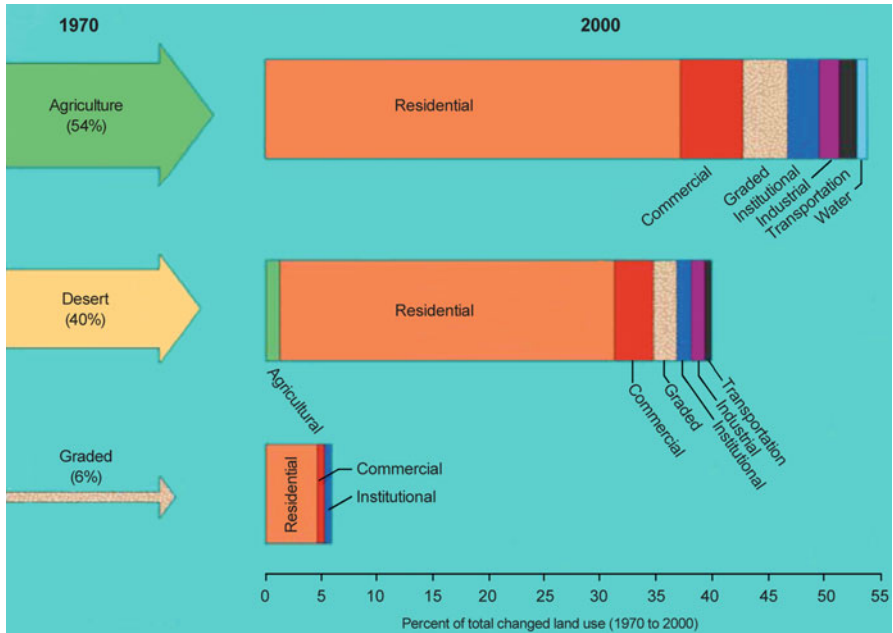 1970
2000
Agriculture
(54%)
Residential
Commercial
Graded
Institutional
Industrial
Transportation
Water
Desert
(40%)
Residential
Agricultural
Commercial
Graded
Institutional
Industrial
Transportation
Graded
(6%)
Residential
Commercial
Institutional
0 5 10 15 20 25 30 35 40 45 50 55
Percent of total changed land use (1970 to 2000)